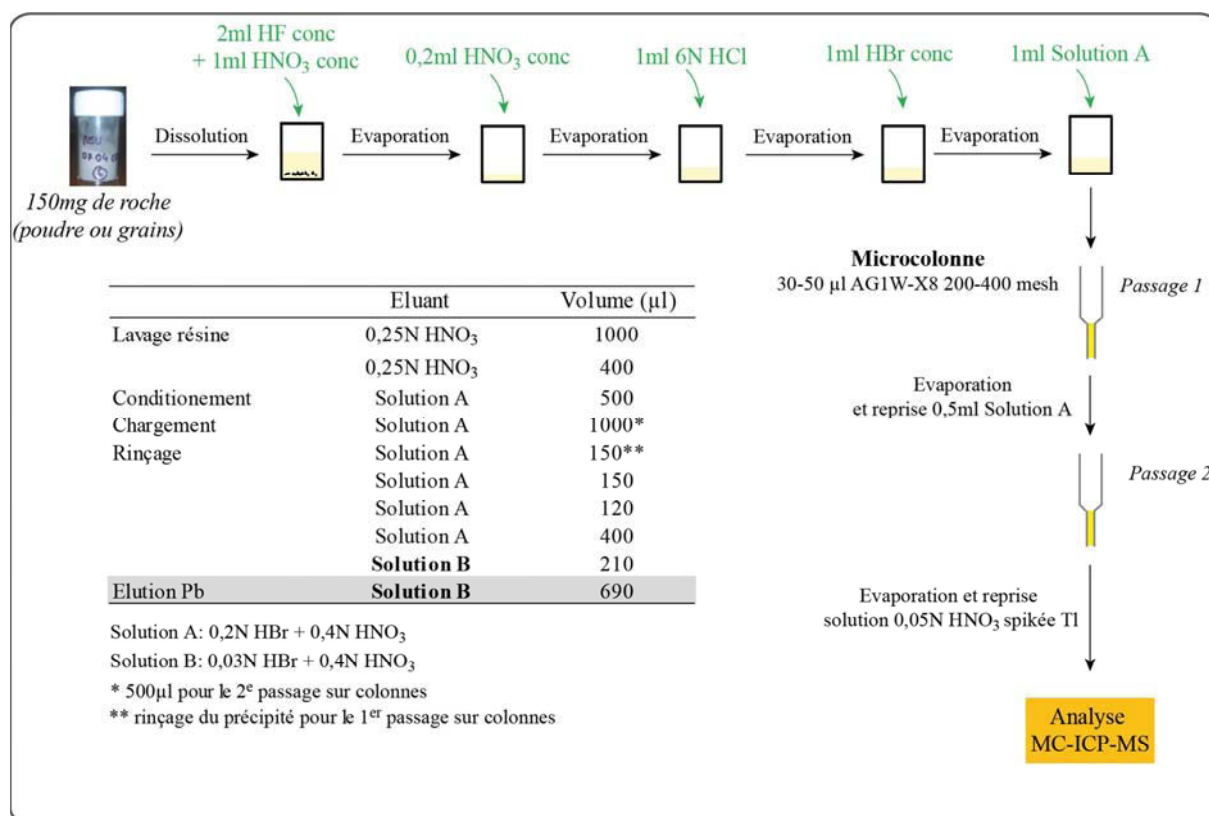 2ml HF conc
+ 1ml HNO3 conc
0,2ml HNO3 conc
1ml 6N HCl
1ml HBr conc
1ml Solution A
Dissolution
Evaporation
Evaporation
Evaporation
Evaporation
150mg de roche
(poudre ou grains)
Microcolonne
30-50 µl AG1W-X8 200-400 mesh
Passage 1
Evaporation
et reprise 0,5ml Solution A
Passage 2
Evaporation et reprise
solution 0,05N HNO3 spikée Tl
Analyse
MC-ICP-MS
Eluant Volume (µl)
Lavage résine 0,25N HNO3 1000
0,25N HNO3 400
Conditionement Solution A 500
Chargement Solution A 1000*
Rinçage Solution A 150**
Solution A 150
Solution A 120
Solution A 400
Solution B 210
Elution Pb Solution B 690
Solution A: 0,2N HBr + 0,4N HNO3
Solution B: 0,03N HBr + 0,4N HNO3
* 500µl pour le 2e passage sur colonnes
** rinçage du précipité pour le 1er passage sur colonnes